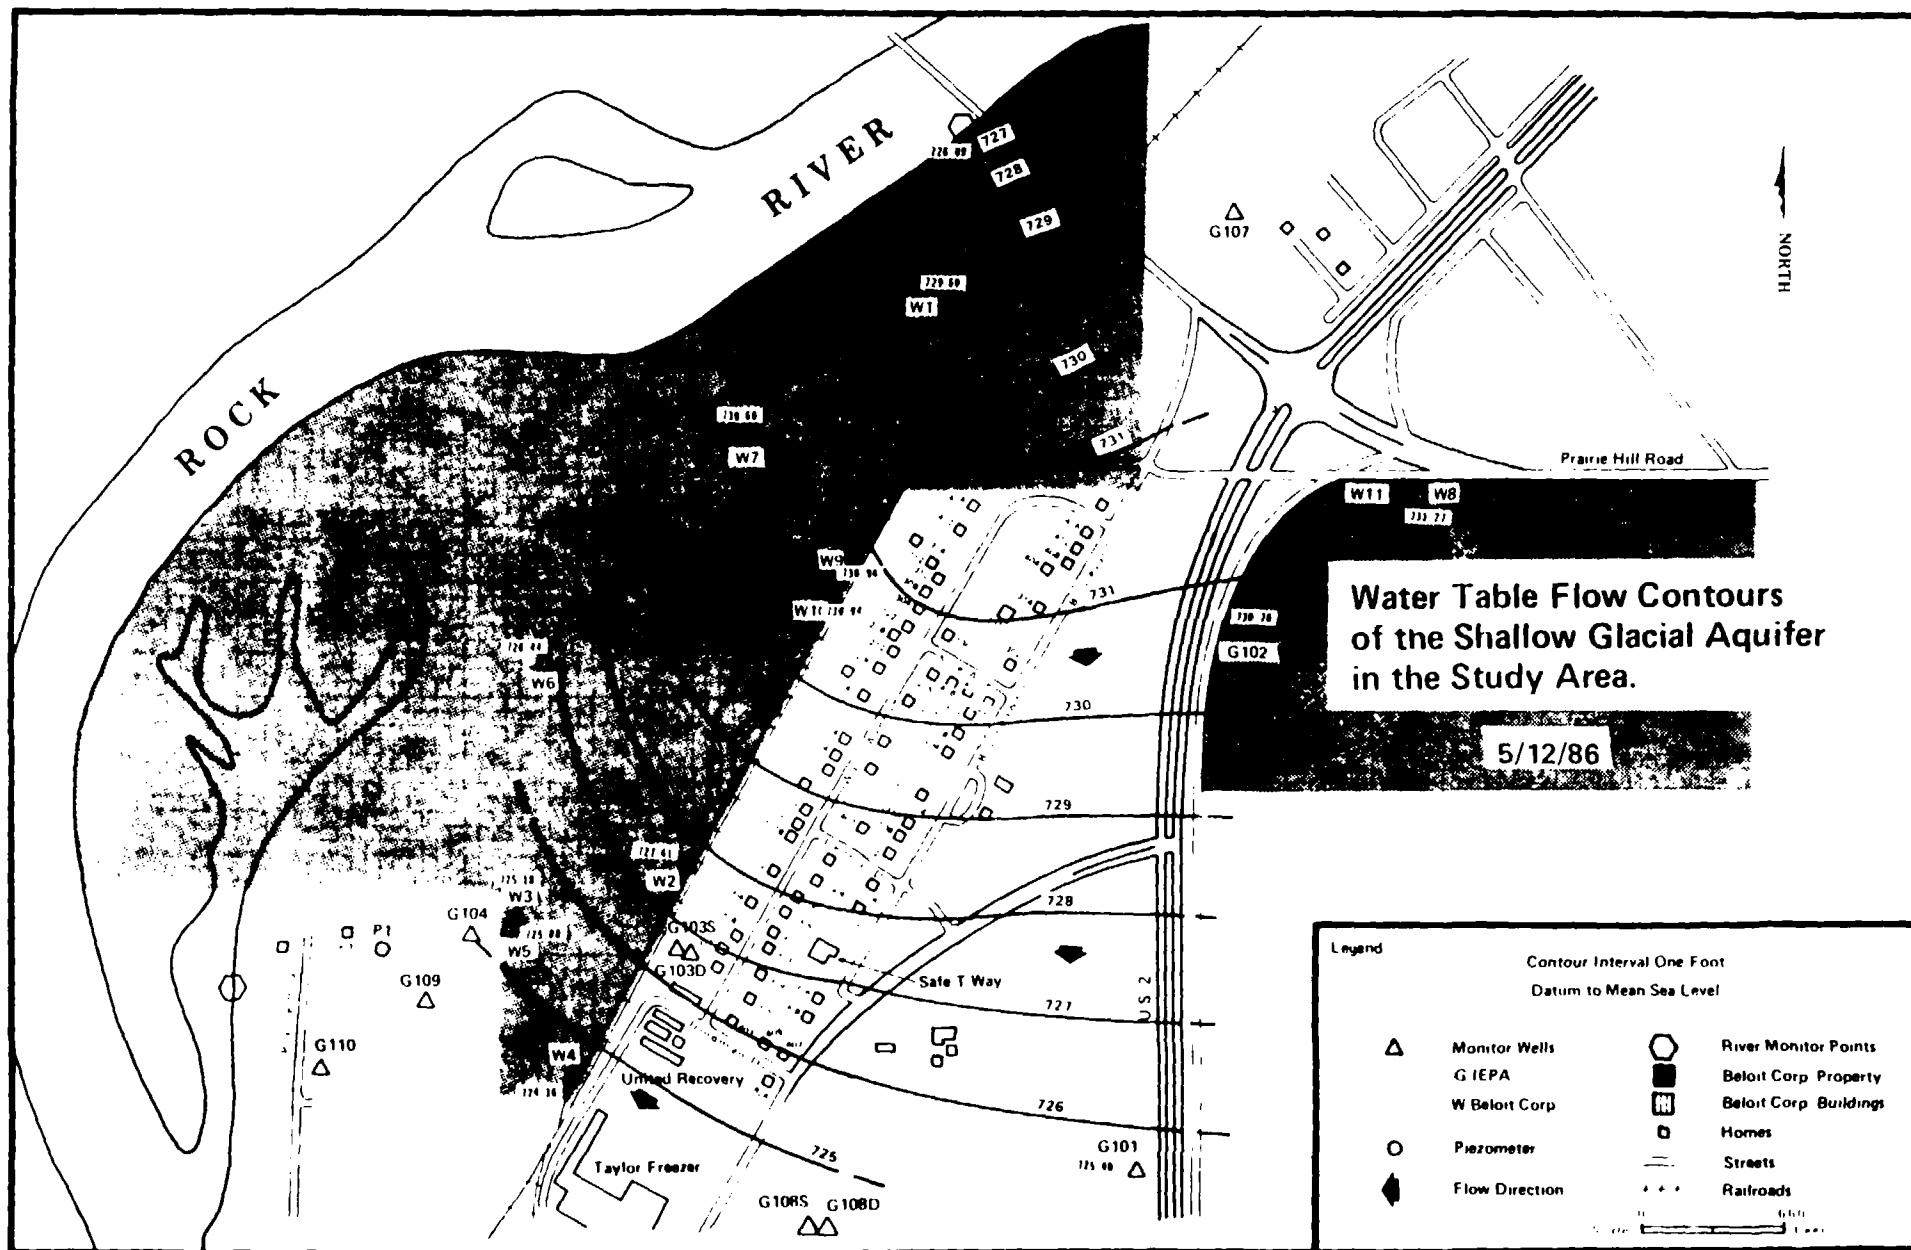 RIVER
ROCK
727
728
729
730
731
W1
W7
G107
NORTH
Prairie Hill Road
W11
W8
W9
731
G102
W6
730
Water Table Flow Contours
of the Shallow Glacial Aquifer
in the Study Area.
5/12/86
729
W2
W3
728
G104
P1
G103S
W5
G103D
G109
Safe T Way
727
U S 2
G110
W4
United Recovery
726
725
G101
Taylor Freezer
G108S
G108D
Legend
Contour Interval One Foot
Datum to Mean Sea Level
Monitor Wells
G IEPA
W Beloit Corp
Piezometer
Flow Direction
River Monitor Points
Beloit Corp Property
Beloit Corp Buildings
Homes
Streets
Railroads